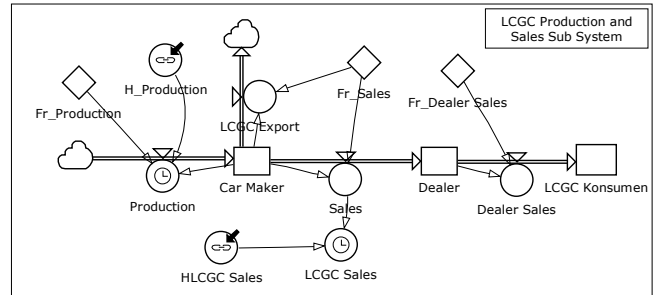 LCGC Production and
Sales Sub System
H_Production
Fr_Production
Fr_Sales
Fr_Dealer Sales
LCGC Export
Production
Car Maker
Sales
Dealer
Dealer Sales
LCGC Konsumen
HLCGC Sales
LCGC Sales